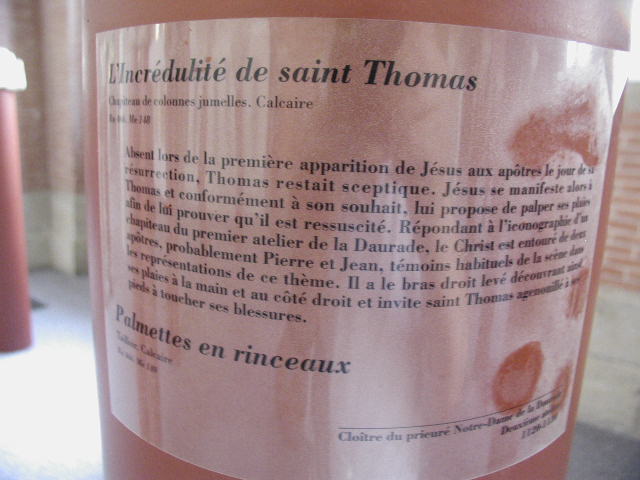 L'Incrédulité de saint Thomas
Chapiteau de colonnes jumelles. Calcaire
Me 148
Absent lors de la première apparition de Jésus aux apôtres le jour de sa
résurrection, Thomas restait sceptique. Jésus se manifeste alors à
Thomas et conformément à son souhait, lui propose de palper ses plaies
afin de lui prouver qu'il est ressuscité. Répondant à l'iconographie d'un
chapiteau du premier atelier de la Daurade, le Christ est entouré de deux
apôtres, probablement Pierre et Jean, témoins habituels de la scène dans
les représentations de ce thème. Il a le bras droit levé découvrant ainsi
ses plaies à la main et au côté droit et invite saint Thomas agenouillé à ses
pieds à toucher ses blessures.
Palmettes en rinceaux
Tailloir. Calcaire
Cloître du prieuré Notre-Dame de la
Deuxième
1120-